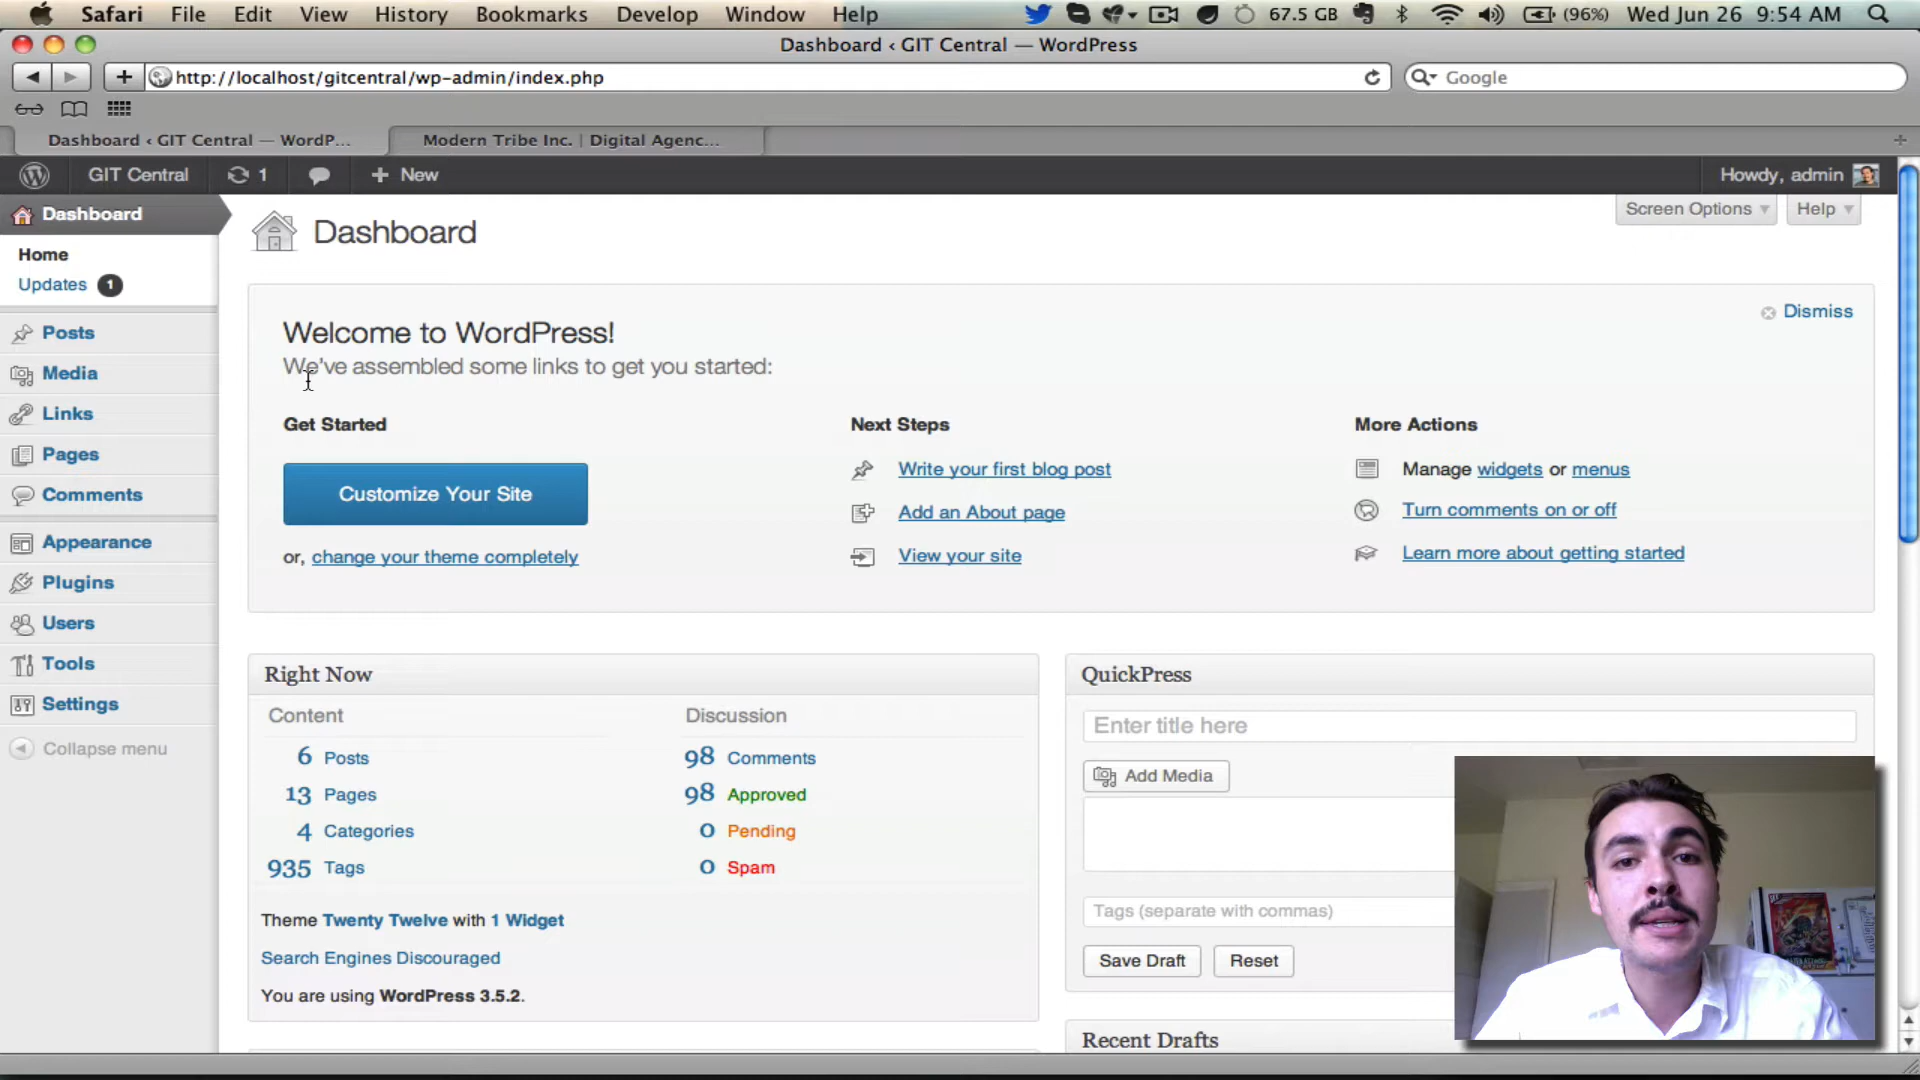 Safari File Edit View History Bookmarks Develop Window Help 67.5 GB (96%) Wed Jun 26 9:54 AM
Dashboard ‹ GIT Central — WordPress
http://localhost/gitcentral/wp-admin/index.php Google
Dashboard ‹ GIT Central — WordP... Modern Tribe Inc. | Digital Agenc...
GIT Central 1 New Howdy, admin
Dashboard
Home
Updates 1
Posts
Media
Links
Pages
Comments
Appearance
Plugins
Users
Tools
Settings
Collapse menu
Screen Options Help
Dashboard
Dismiss
Welcome to WordPress!
We've assembled some links to get you started:
Get Started
Customize Your Site
or, change your theme completely
Next Steps
Write your first blog post
Add an About page
View your site
More Actions
Manage widgets or menus
Turn comments on or off
Learn more about getting started
Right Now
Content
6 Posts
13 Pages
4 Categories
935 Tags
Discussion
98 Comments
98 Approved
0 Pending
0 Spam
Theme Twenty Twelve with 1 Widget
Search Engines Discouraged
You are using WordPress 3.5.2.
QuickPress
Enter title here
Add Media
Tags (separate with commas)
Save Draft Reset
Recent Drafts